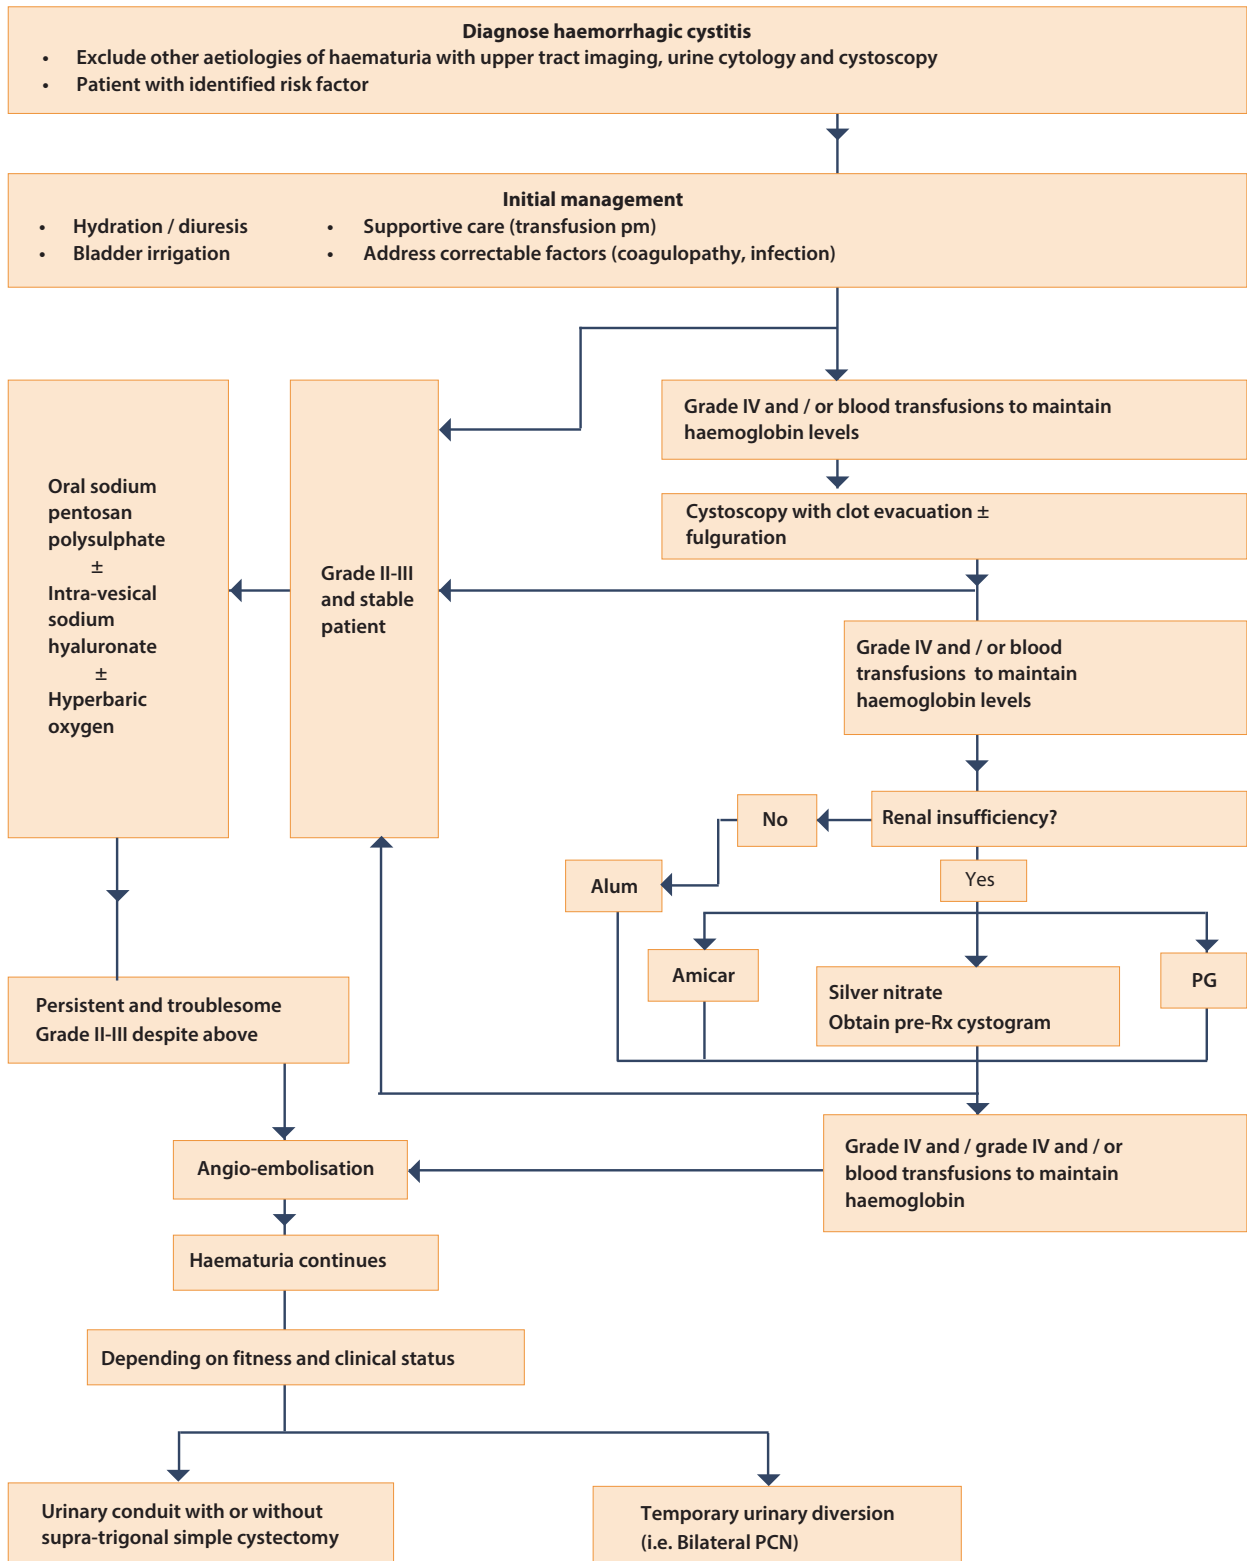 Diagnose haemorrhagic cystitis
• Exclude other aetiologies of haematuria with upper tract imaging, urine cytology and cystoscopy
• Patient with identified risk factor
Initial management
• Hydration / diuresis
• Bladder irrigation
• Supportive care (transfusion pm)
• Address correctable factors (coagulopathy, infection)
Grade IV and / or blood transfusions to maintain
haemoglobin levels
Cystoscopy with clot evacuation ±
fulguration
Oral sodium
pentosan
polysulphate
±
Intra-vesical
sodium
hyaluronate
±
Hyperbaric
oxygen
Grade II-III
and stable
patient
Grade IV and / or blood
transfusions to maintain
haemoglobin levels
Renal insufficiency?
No
Yes
Alum
Amicar
Silver nitrate
Obtain pre-Rx cystogram
PG
Persistent and troublesome
Grade II-III despite above
Grade IV and / grade IV and / or
blood transfusions to maintain
haemoglobin
Angio-embolisation
Haematuria continues
Depending on fitness and clinical status
Urinary conduit with or without
supra-trigonal simple cystectomy
Temporary urinary diversion
(i.e. Bilateral PCN)